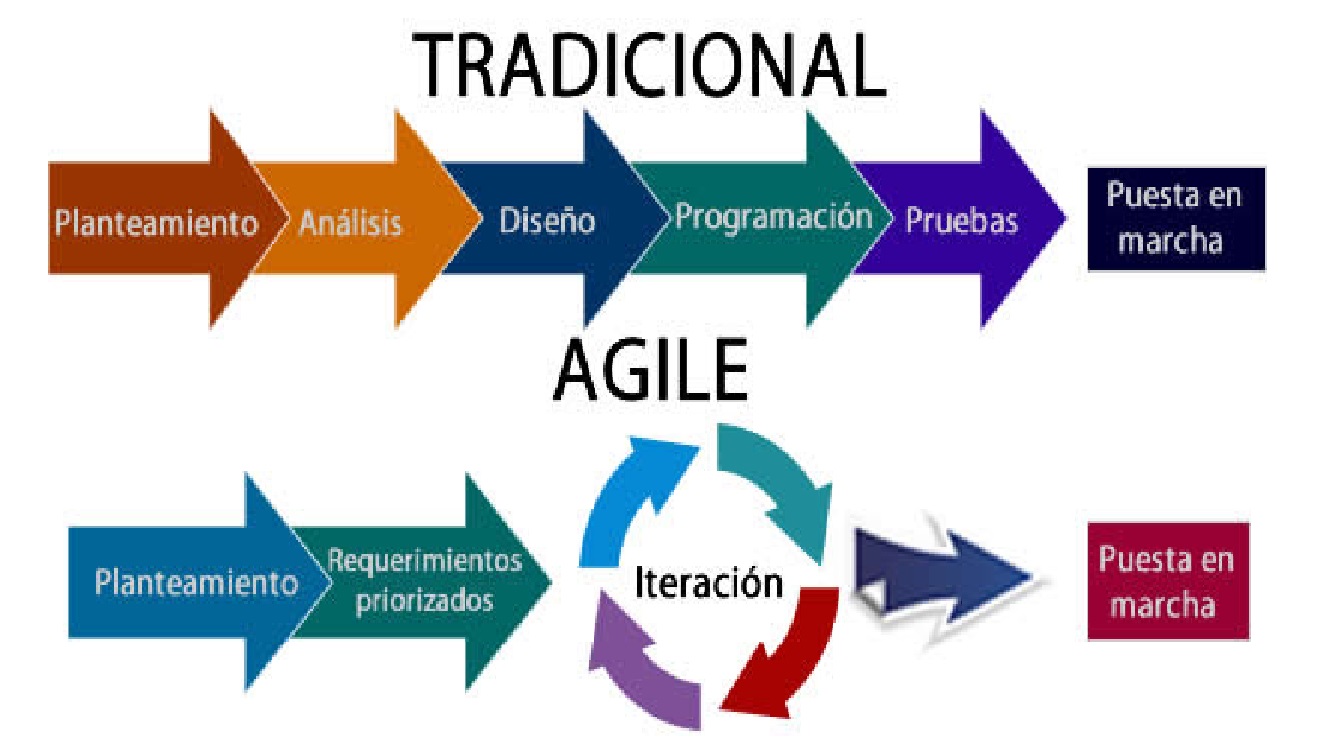 TRADICIONAL
Planteamiento
Análisis
Diseño
Programación
Pruebas
Puesta en
marcha
AGILE
Planteamiento
Requerimientos
priorizados
Iteración
Puesta en
marcha